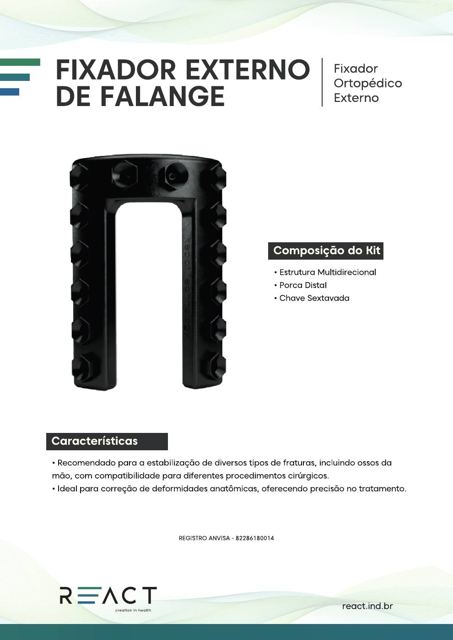 FIXADOR EXTERNO
DE FALANGE
Fixador
Ortopédico
Externo
Composição do Kit
• Estrutura Multidirecional
• Porca Distal
• Chave Sextavada
Características
• Recomendado para a estabilização de diversos tipos de fraturas, incluindo ossos da
mão, com compatibilidade para diferentes procedimentos cirúrgicos.
• Ideal para correção de deformidades anatômicas, oferecendo precisão no tratamento.
REGISTRO ANVISA - 82286180014
REACT
creation in health
react.ind.br